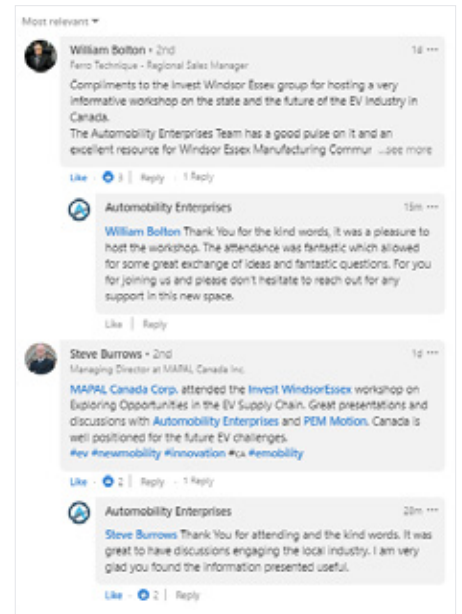 Most relevant
William Bolton • 2nd
1d •••
Ferro Technique - Regional Sales Manager
Compliments to the Invest Windsor Essex group for hosting a very
informative workshop on the state and the future of the EV industry in
Canada.
The Automobility Enterprises Team has a good pulse on it and an
excellent resource for Windsor Essex Manufacturing Commur ...see more
Like · 3 | Reply · 1 Reply
Automobility Enterprises
15m •••
William Bolton Thank You for the kind words, it was a pleasure to
host the workshop. The attendance was fantastic which allowed
for some great exchange of ideas and fantastic questions. For you
for joining us and please don't hesitate to reach out for any
support in this new space.
Like | Reply
Steve Burrows • 2nd
1d •••
Managing Director at MAPAL Canada Inc.
MAPAL Canada Corp. attended the Invest WindsorEssex workshop on
Exploring Opportunities in the EV Supply Chain. Great presentations and
discussions with Automobility Enterprises and PEM Motion. Canada is
well positioned for the future EV challenges.
#ev #newmobility #innovation #CA #emobility
Like · 2 | Reply · 1 Reply
Automobility Enterprises
20m •••
Steve Burrows Thank You for attending and the kind words. It was
great to have discussions engaging the local industry. I am very
glad you found the information presented useful.
Like · 2 | Reply